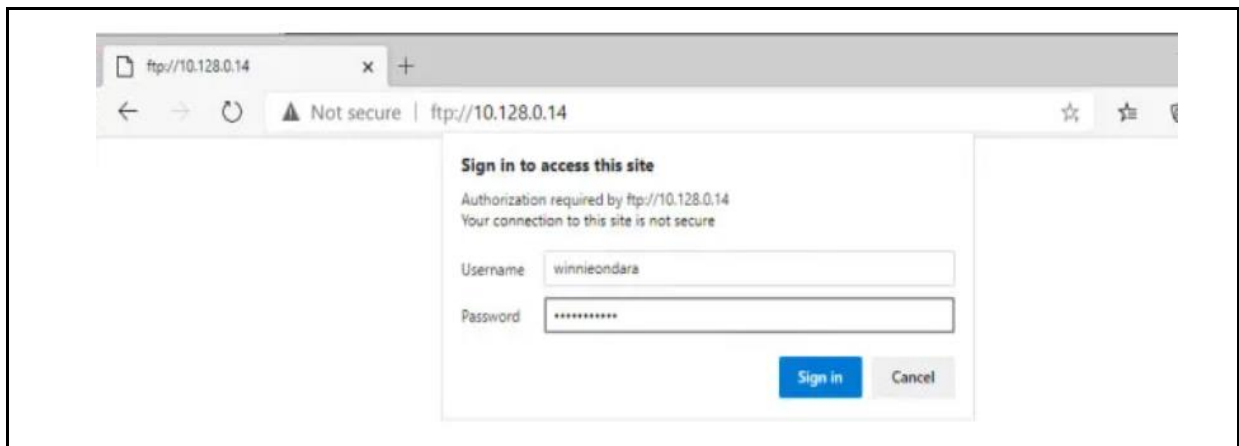 ftp://10.128.0.14
Not secure | ftp://10.128.0.14
Sign in to access this site
Authorization required by ftp://10.128.0.14
Your connection to this site is not secure
Username winnieondara
Password •••••••••••
Sign in Cancel